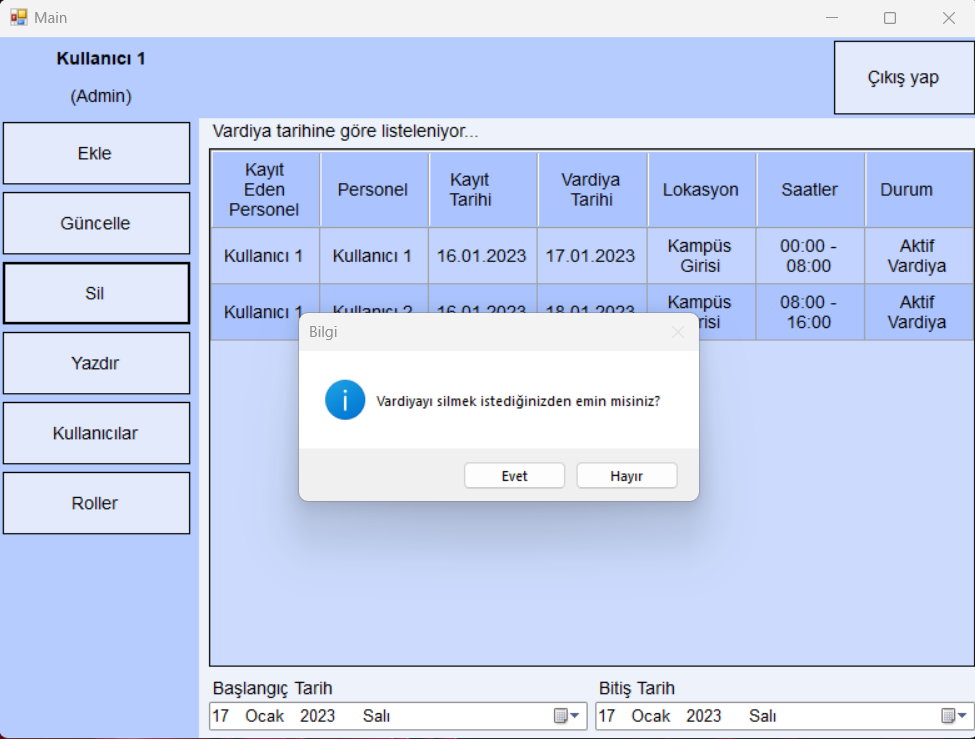 Main
Kullanıcı 1
(Admin)
Çıkış yap
Ekle
Güncelle
Sil
Yazdır
Kullanıcılar
Roller
Vardiya tarihine göre listeleniyor...
Kayıt
Eden
Personel
Personel
Kayıt
Tarihi
Vardiya
Tarihi
Lokasyon
Saatler
Durum
Kullanıcı 1
Kullanıcı 1
16.01.2023
17.01.2023
Kampüs
Girisi
00:00 -
08:00
Aktif
Vardiya
Kullanıcı 1
Kullanıcı 2
16.01.2023
18.01.2023
Kampüs
08:00 -
16:00
Aktif
Vardiya
Bilgi
Vardiyayı silmek istediğinizden emin misiniz?
Evet
Hayır
Başlangıç Tarih
17 Ocak 2023 Salı
Bitiş Tarih
17 Ocak 2023 Salı